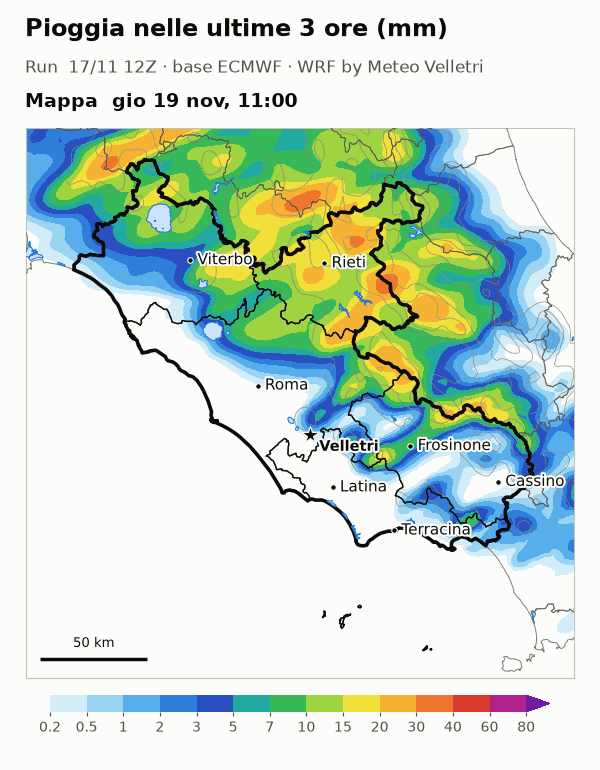 Pioggia nelle ultime 3 ore (mm)
Run 17/11 12Z · base ECMWF · WRF by Meteo Velletri
Mappa gio 19 nov, 11:00
Viterbo
Rieti
Roma
Velletri
Frosinone
Latina
Cassino
Terracina
50 km
0.2 0.5 1 2 3 5 7 10 15 20 30 40 60 80